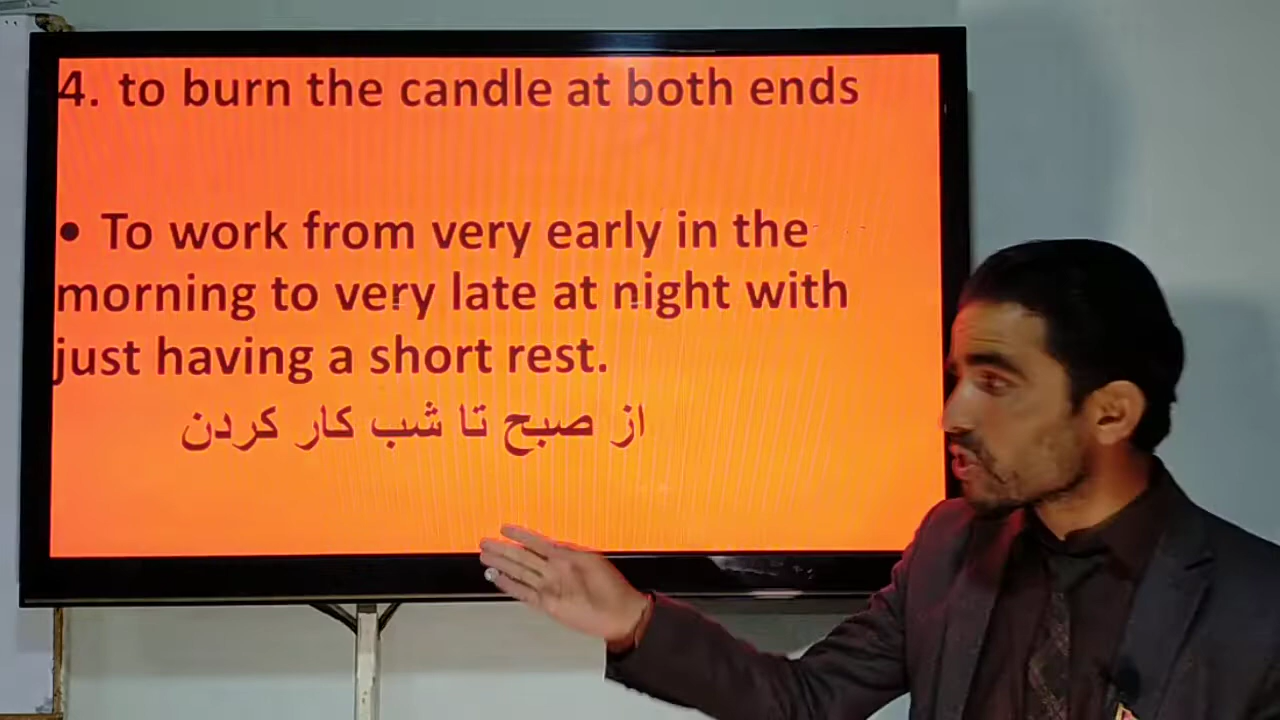 4. to burn the candle at both ends
• To work from very early in the
morning to very late at night with
just having a short rest.
از صبح تا شب کار کردن